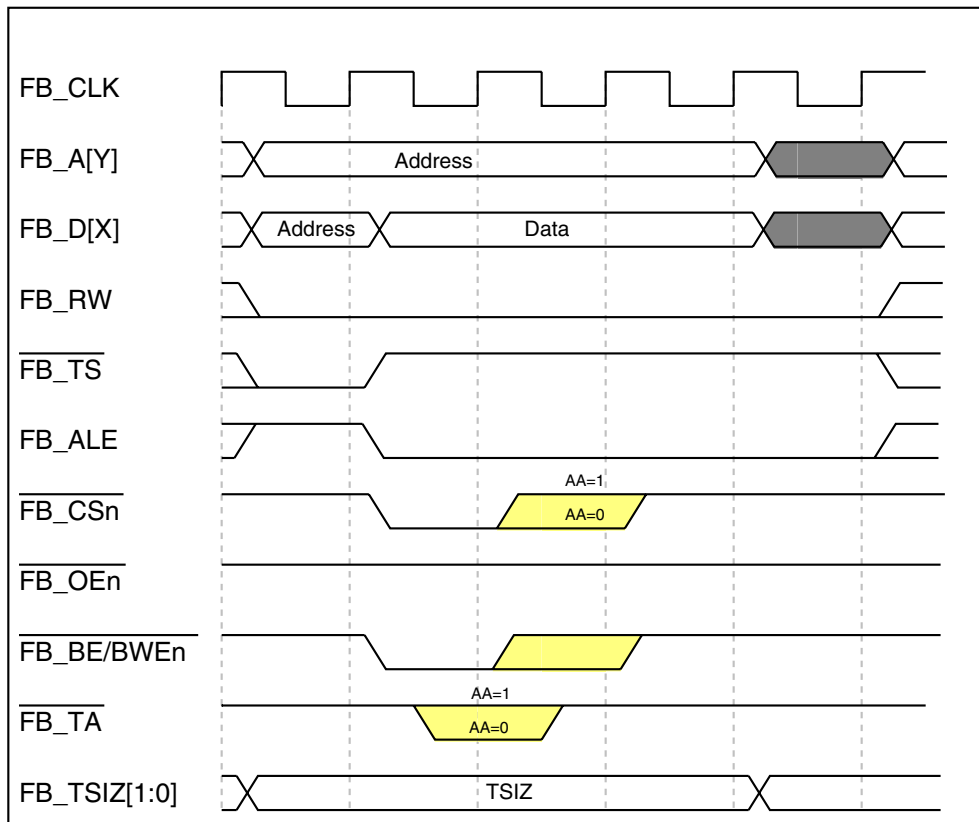 FB_CLK
FB_A[Y]
Address
FB_D[X]
Address
Data
FB_RW
FB_TS
FB_ALE
AA=1
FB_CSn
AA=0
FB_OEn
FB_BE/BWEn
AA=1
FB_TA
AA=0
FB_TSIZ[1:0]
TSIZ